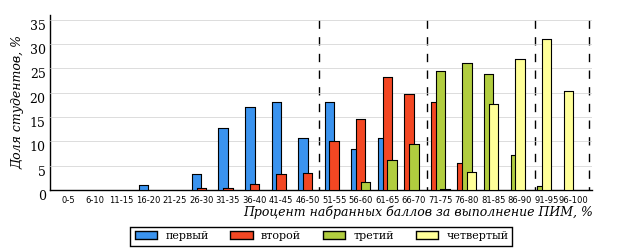 Доля студентов, %
35
30
25
20
15
10
5
0
0-5 6-10 11-15 16-20 21-25 26-30 31-35 36-40 41-45 46-50 51-55 56-60 61-65 66-70 71-75 76-80 81-85 86-90 91-95 96-100
Процент набранных баллов за выполнение ПИМ, %
первый второй третий четвертый